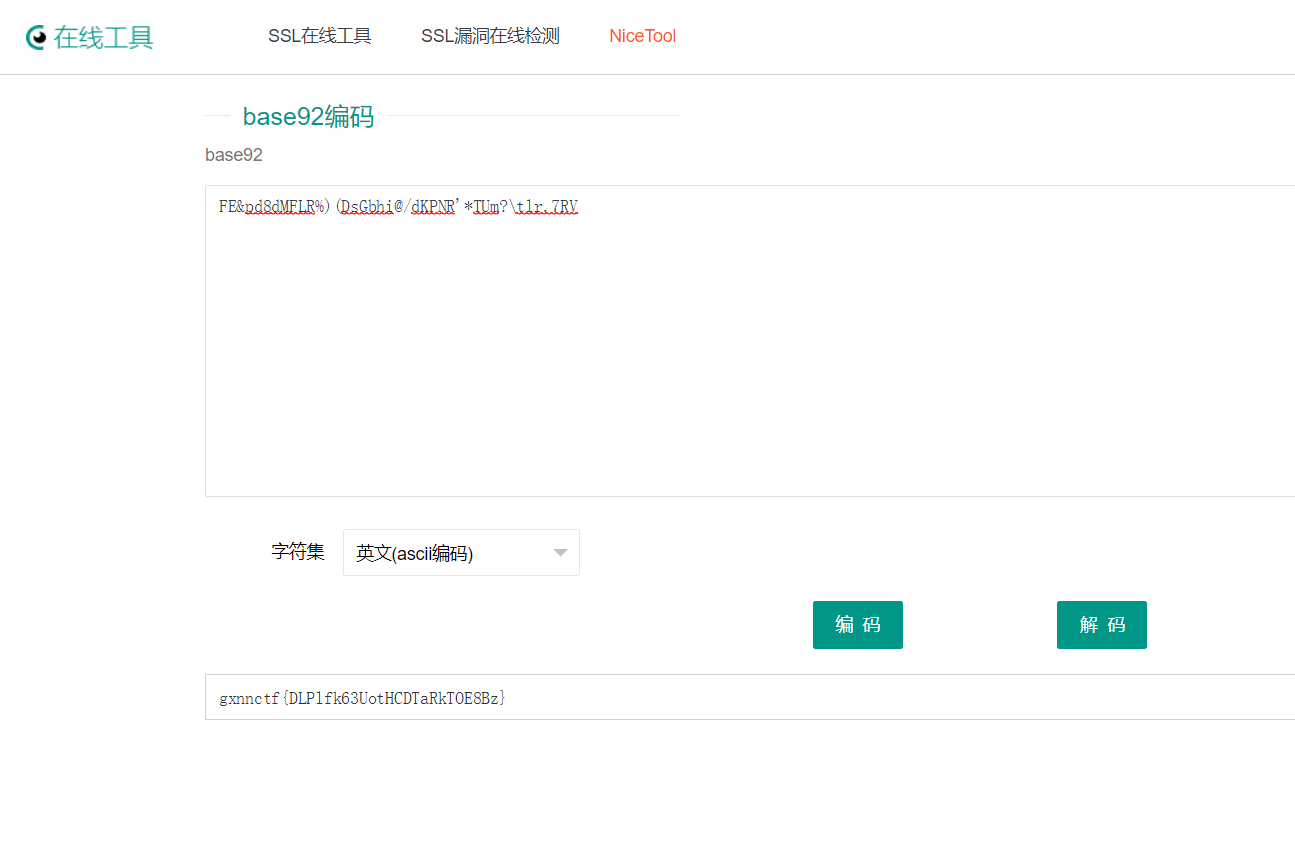 在线工具 SSL在线工具 SSL漏洞在线检测 NiceTool
base92编码
base92
FE&pd8dMFLR%)(DsGbhi@/dKPNR'*TUm?\tlr.7RV
字符集 英文(ascii编码)
编 码 解 码
gxnnctf{DLPlfk63UotHCDTaRkTOE8Bz}